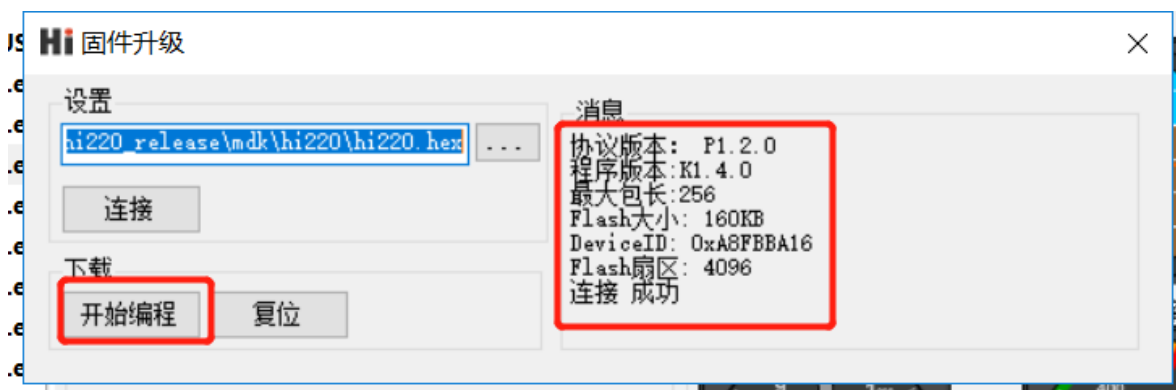 Hi 固件升级
设置
hi220_release\mdk\hi220\hi220.hex
...
连接
下载
开始编程
复位
消息
协议版本: P1.2.0
程序版本:K1.4.0
最大包长:256
Flash大小: 160KB
DeviceID: 0xA8FBBA16
Flash扇区: 4096
连接 成功